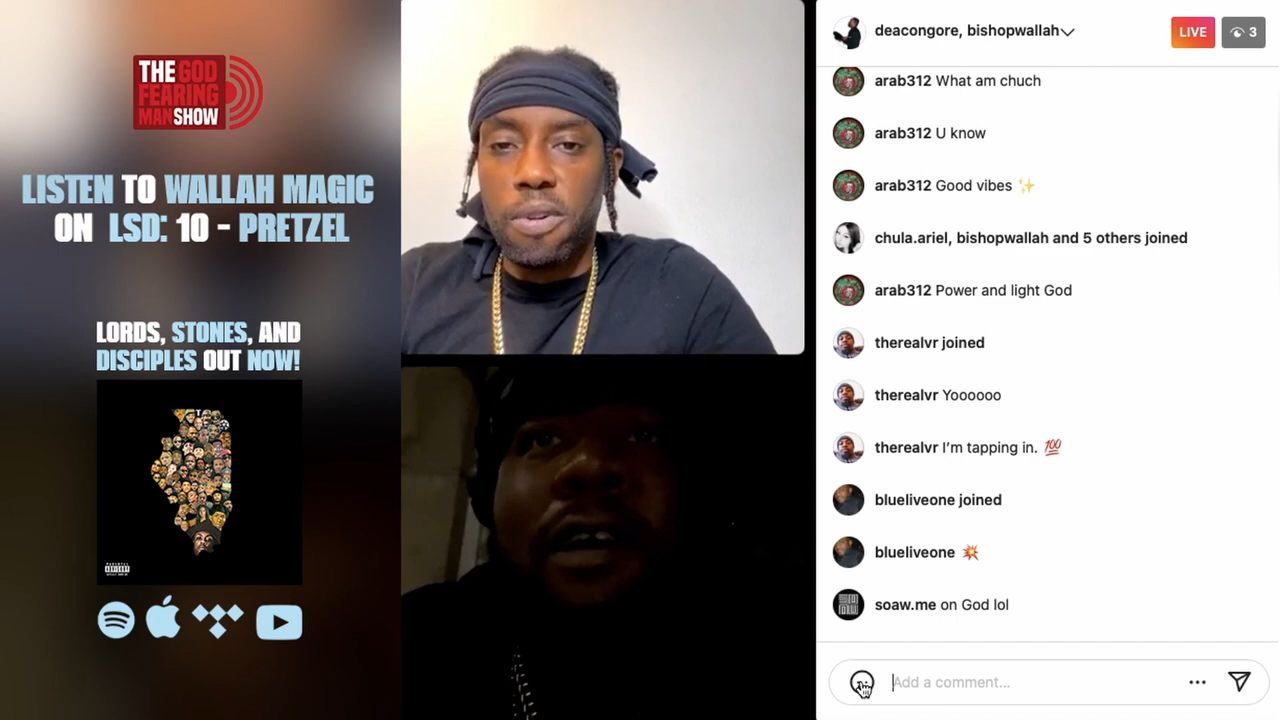 THE GOD
FEARING
MANSHOW
LISTEN TO WALLAH MAGIC
ON LSD: 10 - PRETZEL
LORDS, STONES, AND
DISCIPLES OUT NOW!
PARENTAL
ADVISORY
deacongore, bishopwallah
LIVE
3
arab312 What am chuch
arab312 U know
arab312 Good vibes ✨
chula.ariel, bishopwallah and 5 others joined
arab312 Power and light God
therealvr joined
therealvr Yoooooo
therealvr I’m tapping in. 💯
blueliveone joined
blueliveone 💥
soaw.me on God lol
Add a comment...